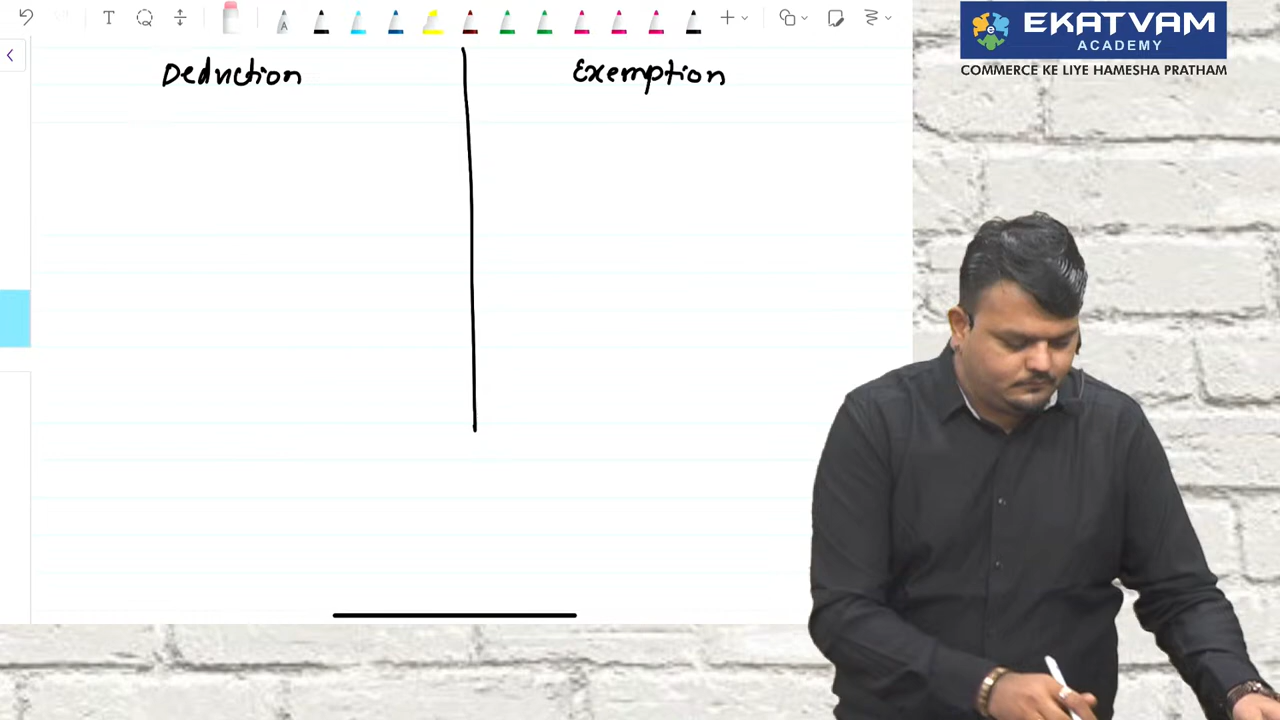 EKATVAM
ACADEMY
COMMERCE KE LIYE HAMESHA PRATHAM
Deduction
Exemption